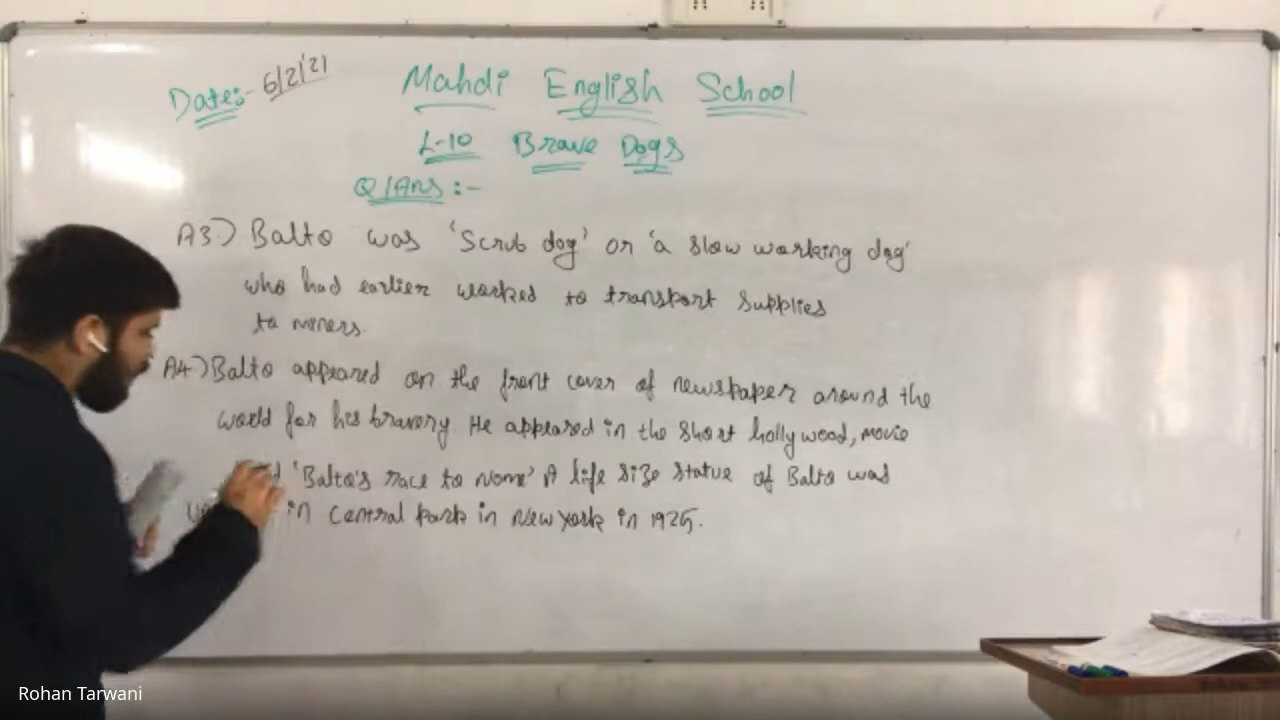 Date:- 6/2/21
Mahdi English School
L-10 Brave Dogs
Q/Ans :-
A3.) Balto was 'Scrub dog' or 'a slow working dog'
who had earlier worked to transport supplies
to miners.
A4.) Balto appeared on the front cover of newspaper around the
world for his bravery. He appeared in the short hollywood, movie
'Balto's race to Nome' A life size statue of Balto was
in Central park in New York in 1925.
Rohan Tarwani